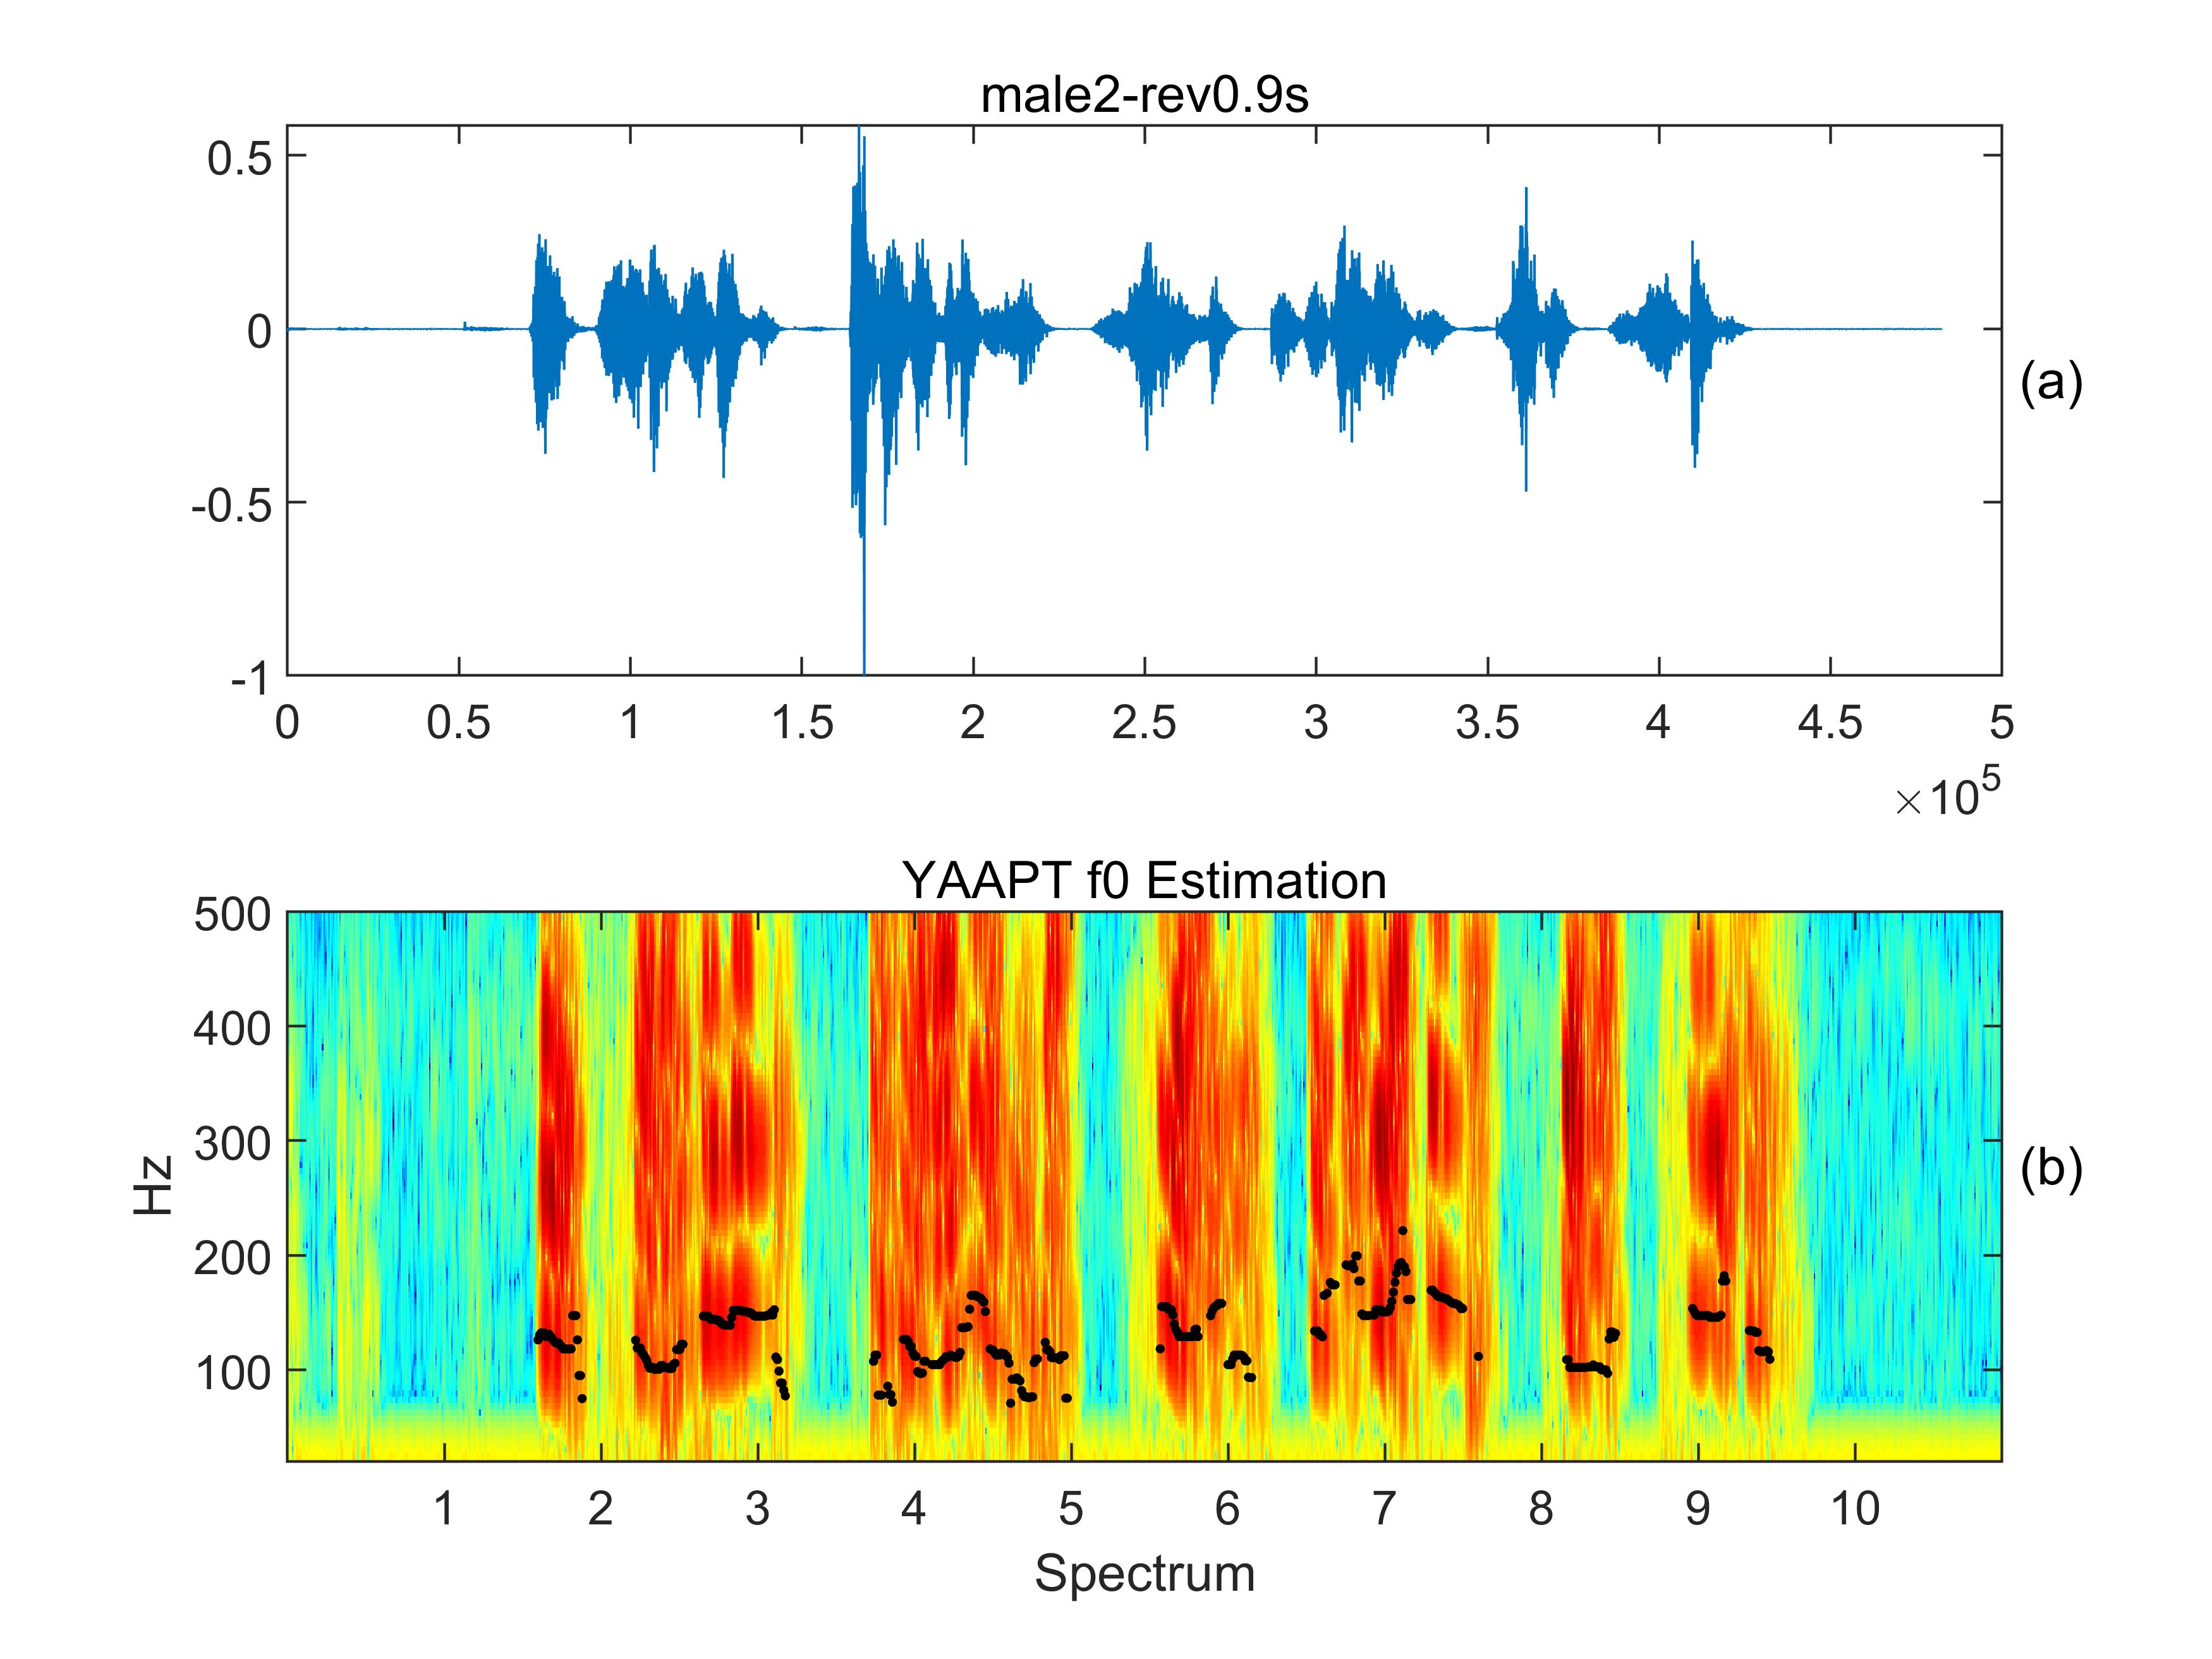 male2-rev0.9s
0.5
0
-0.5
-1
(a)
0 0.5 1 1.5 2 2.5 3 3.5 4 4.5 5
×10^5
YAAPT f0 Estimation
500
400
300
200
100
Hz
(b)
1 2 3 4 5 6 7 8 9 10
Spectrum